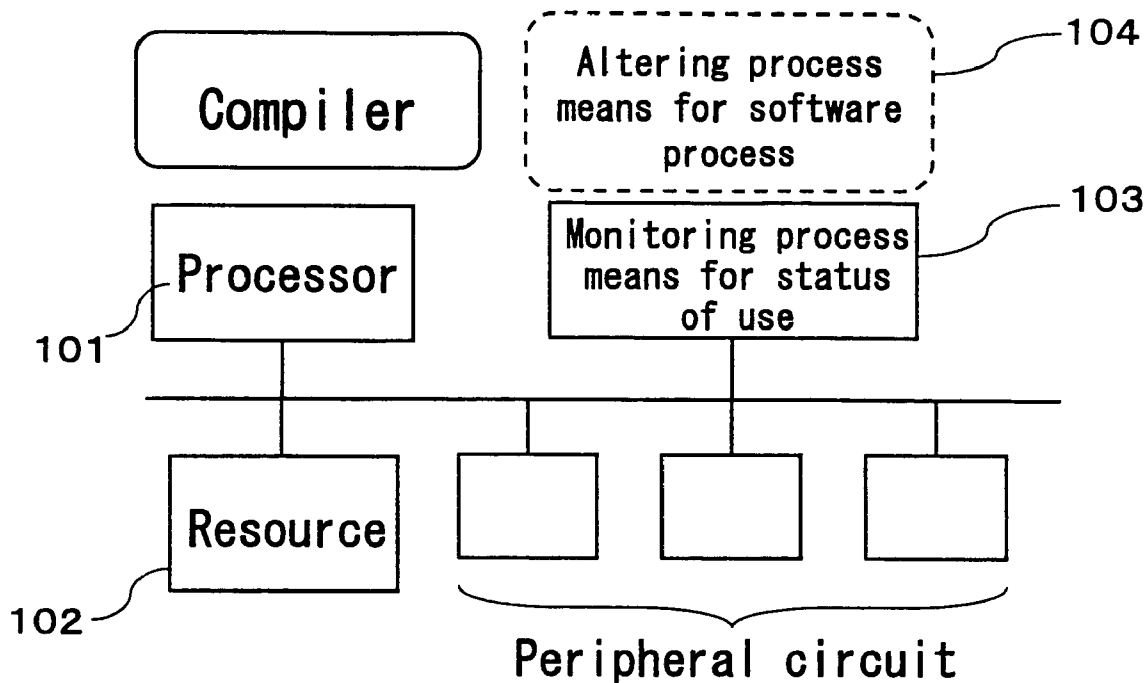 Compiler
Altering process
means for software
process
104
Processor
101
Monitoring process
means for status
of use
103
Resource
102
Peripheral circuit